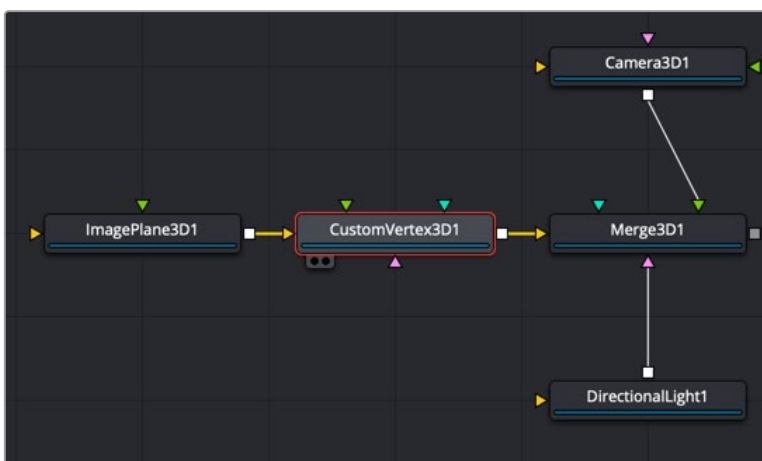 Camera3D1
ImagePlane3D1
CustomVertex3D1
Merge3D1
DirectionalLight1